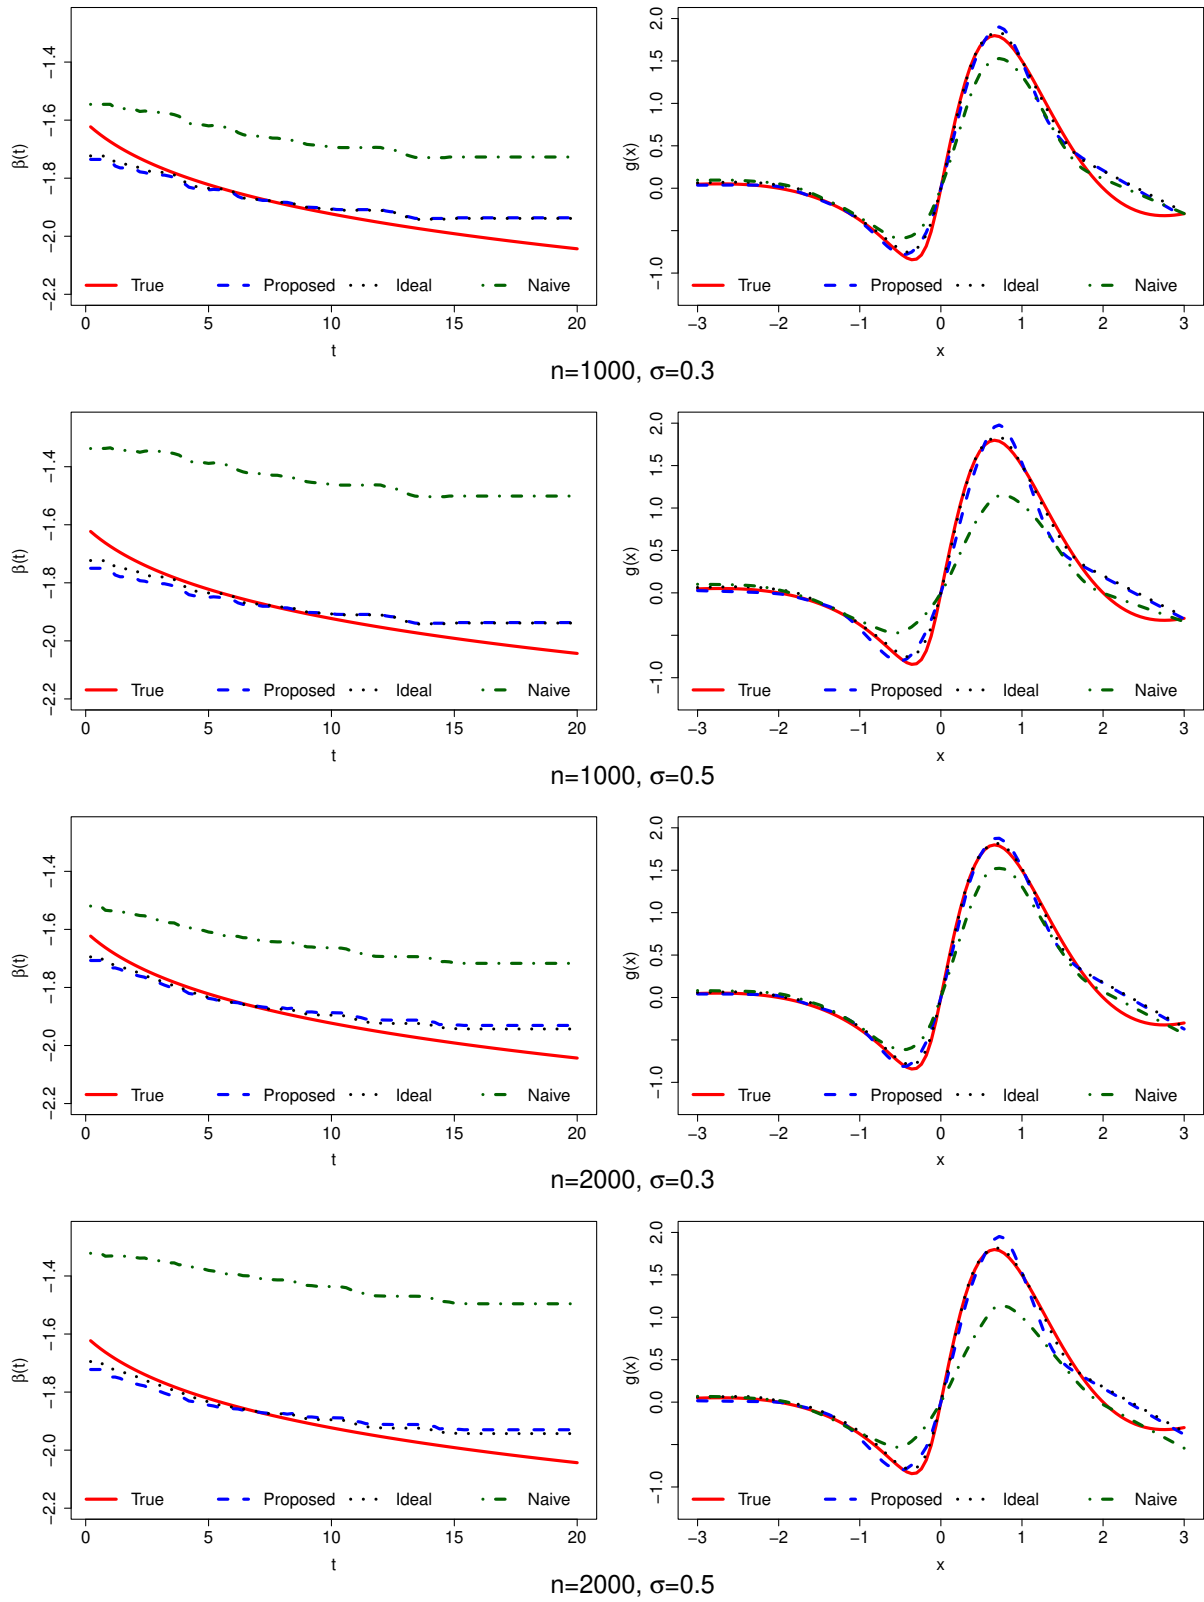 β(t)
−1.4
−1.6
−1.8
−2.0
−2.2
True Proposed Ideal Naive
0 5 10 15 20
t
g(x)
2.0
1.5
1.0
0.5
0.0
−1.0
True Proposed Ideal Naive
−3 −2 −1 0 1 2 3
x
n=1000, σ=0.3
β(t)
−1.4
−1.6
−1.8
−2.0
−2.2
True Proposed Ideal Naive
0 5 10 15 20
t
g(x)
2.0
1.5
1.0
0.5
0.0
−1.0
True Proposed Ideal Naive
−3 −2 −1 0 1 2 3
x
n=1000, σ=0.5
β(t)
−1.4
−1.6
−1.8
−2.0
−2.2
True Proposed Ideal Naive
0 5 10 15 20
t
g(x)
2.0
1.5
1.0
0.5
0.0
−1.0
True Proposed Ideal Naive
−3 −2 −1 0 1 2 3
x
n=2000, σ=0.3
β(t)
−1.4
−1.6
−1.8
−2.0
−2.2
True Proposed Ideal Naive
0 5 10 15 20
t
g(x)
2.0
1.5
1.0
0.5
0.0
−1.0
True Proposed Ideal Naive
−3 −2 −1 0 1 2 3
x
n=2000, σ=0.5